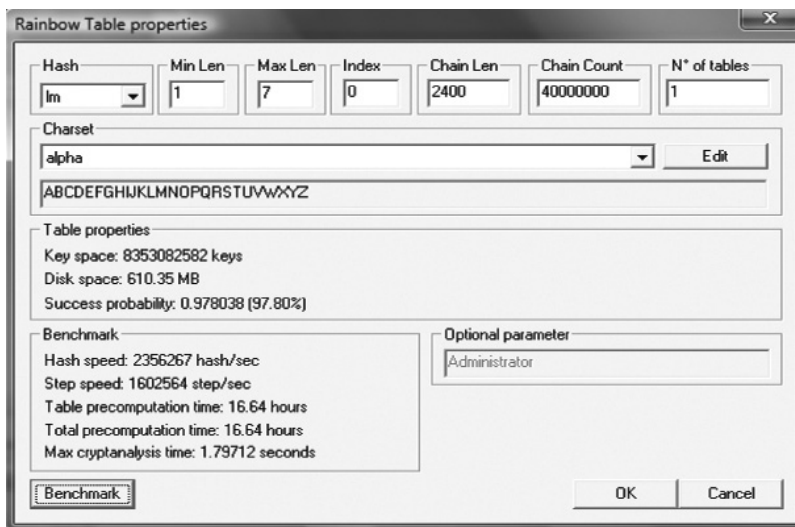 Rainbow Table properties
X
Hash Min Len Max Len Index Chain Len Chain Count N° of tables
lm 1 7 0 2400 40000000 1
Charset
alpha Edit
ABCDEFGHIJKLMNOPQRSTUVWXYZ
Table properties
Key space: 8353082582 keys
Disk space: 610.35 MB
Success probability: 0.978038 (97.80%)
Benchmark
Hash speed: 2356267 hash/sec
Step speed: 1602564 step/sec
Table precomputation time: 16.64 hours
Total precomputation time: 16.64 hours
Max cryptanalysis time: 1.79712 seconds
Optional parameter
Administrator
Benchmark OK Cancel